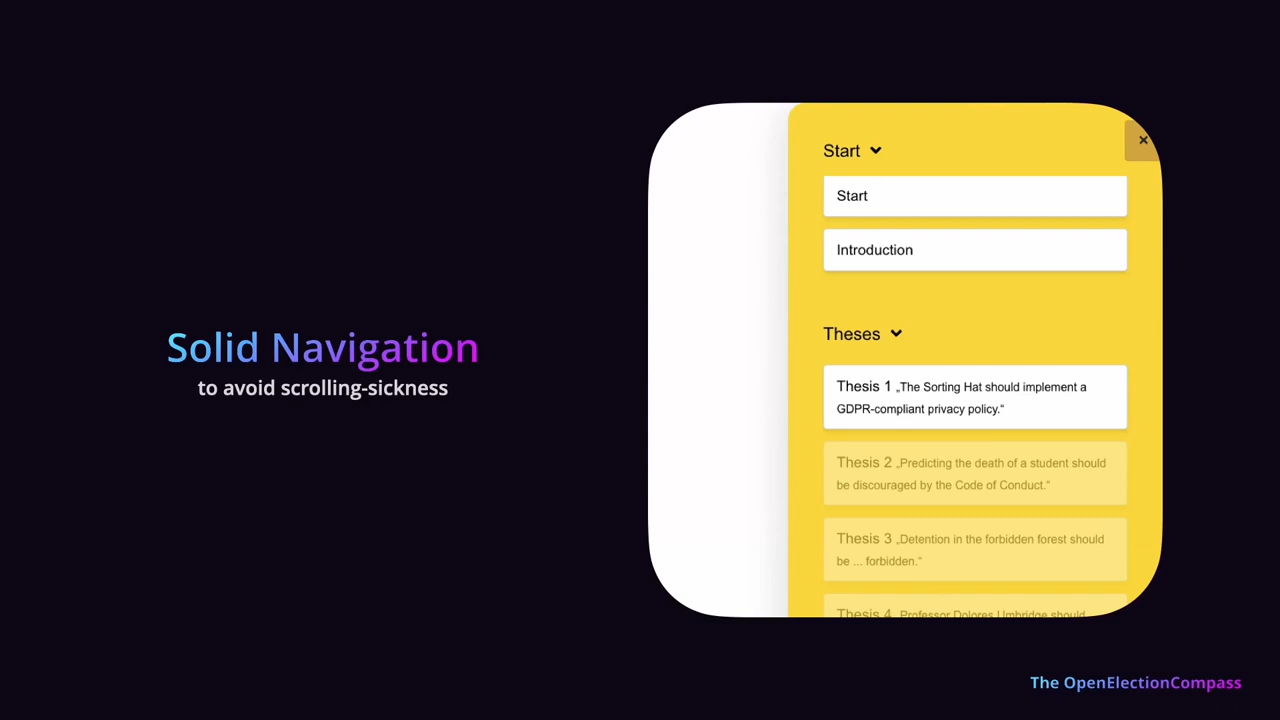 Solid Navigation
to avoid scrolling-sickness
Start
Start
Introduction
Theses
Thesis 1 „The Sorting Hat should implement a
GDPR-compliant privacy policy.“
Thesis 2 „Predicting the death of a student should
be discouraged by the Code of Conduct.“
Thesis 3 „Detention in the forbidden forest should
be ... forbidden.“
Thesis 4 „Professor Dolores Umbridge should
The OpenElectionCompass